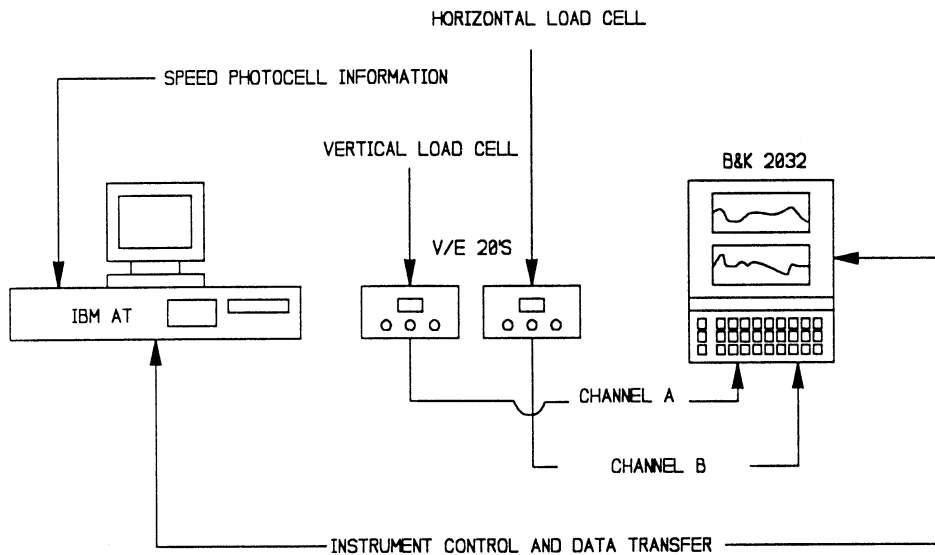 HORIZONTAL LOAD CELL
SPEED PHOTOCELL INFORMATION
VERTICAL LOAD CELL
B&K 2032
V/E 20'S
IBM AT
CHANNEL A
CHANNEL B
INSTRUMENT CONTROL AND DATA TRANSFER